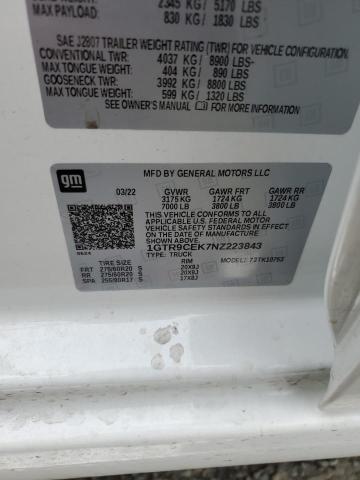 2345 KG / 5170 LBS
MAX PAYLOAD: 830 KG / 1830 LBS
SAE J2807 TRAILER WEIGHT RATING (TWR) FOR VEHICLE CONFIGURATION.
CONVENTIONAL TWR: 4037 KG/ 8900 LBS
MAX TONGUE WEIGHT: 404 KG/ 890 LBS
GOOSENECK TWR: 3992 KG / 8800 LBS
MAX TONGUE WEIGHT: 599 KG/ 1320 LBS
SEE OWNER'S MANUAL FOR MORE INFORMATION
gm
MFD BY GENERAL MOTORS LLC
03/22 GVWR GAWR FRT GAWR RR
3175 KG 1724 KG 1724 KG
7000 LB 3800 LB 3800 LB
THIS VEHICLE CONFORMS TO ALL APPLICABLE U.S. FEDERAL MOTOR VEHICLE SAFETY STANDARDS IN EFFECT ON THE DATE OF MANUFACTURE SHOWN ABOVE.
1GTR9CEK7NZ223843
TYPE: TRUCK
TIRE SIZE RIM MODEL:
FRT 275/60R20 S 20X9J
RR 275/60R20 S 20X9J
SPA 255/80R17 S 17X8J